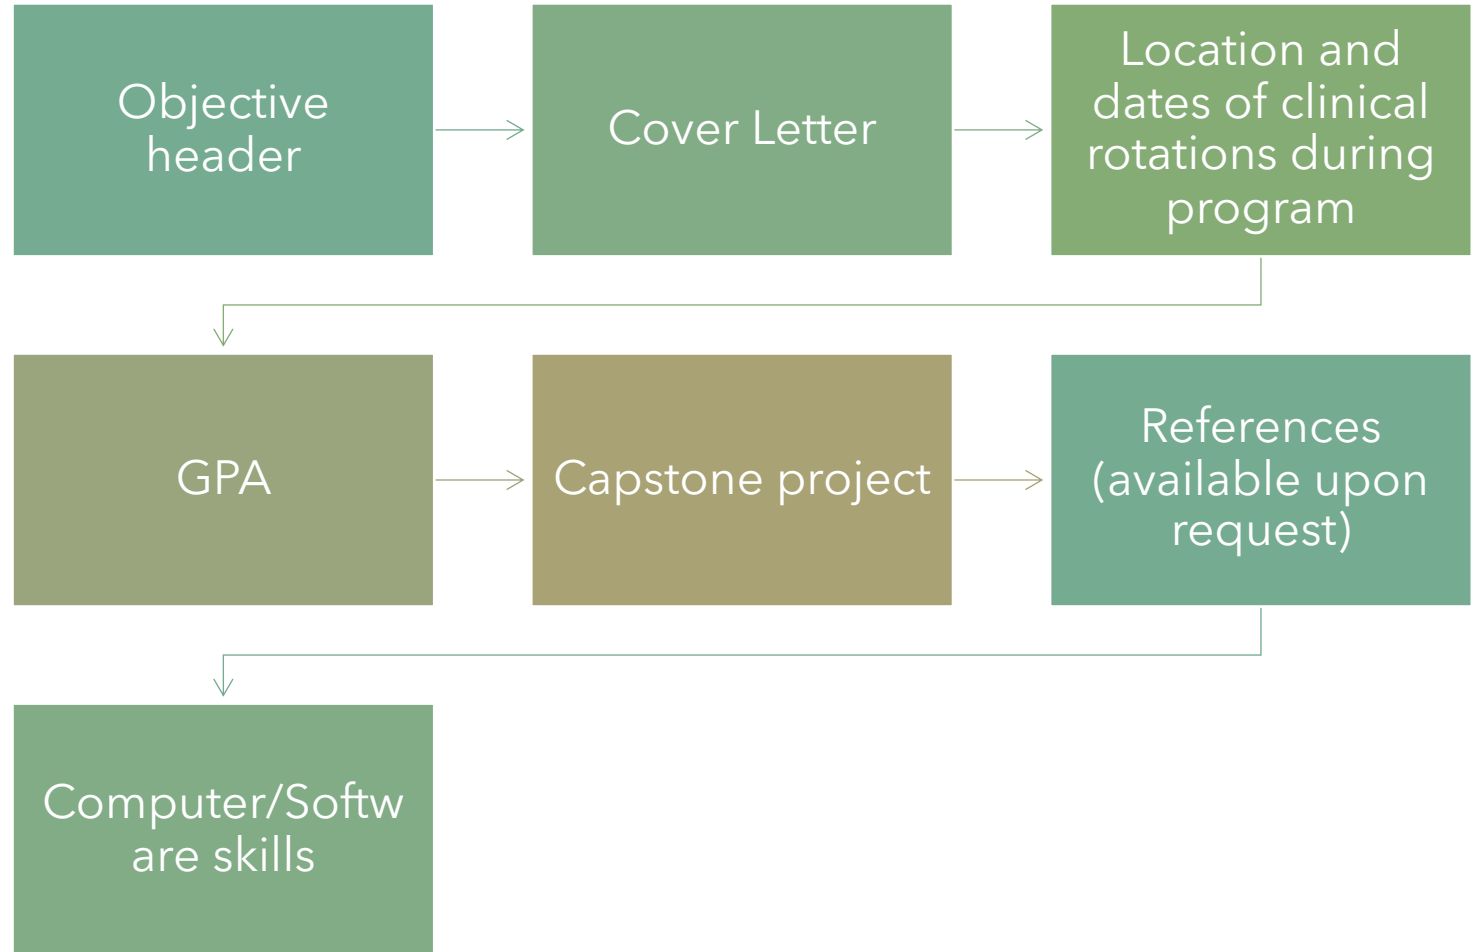 Objective
header
Cover Letter
Location and
dates of clinical
rotations during
program
GPA
Capstone project
References
(available upon
request)
Computer/Softw
are skills